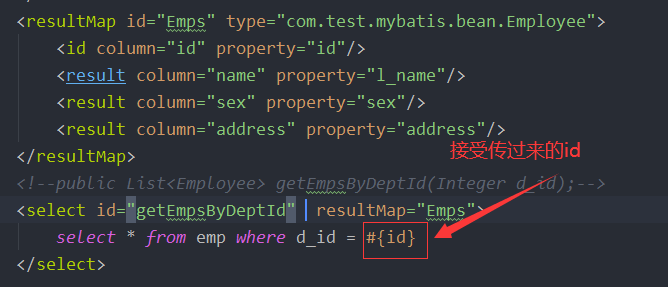 <resultMap id="Emps" type="com.test.mybatis.bean.Employee">
<id column="id" property="id"/>
<result column="name" property="l_name"/>
<result column="sex" property="sex"/>
<result column="address" property="address"/>
</resultMap>
接受传过来的id
<!--public List<Employee> getEmpsByDeptId(Integer d_id);-->
<select id="getEmpsByDeptId" resultMap="Emps">
select * from emp where d_id = #{id}
</select>